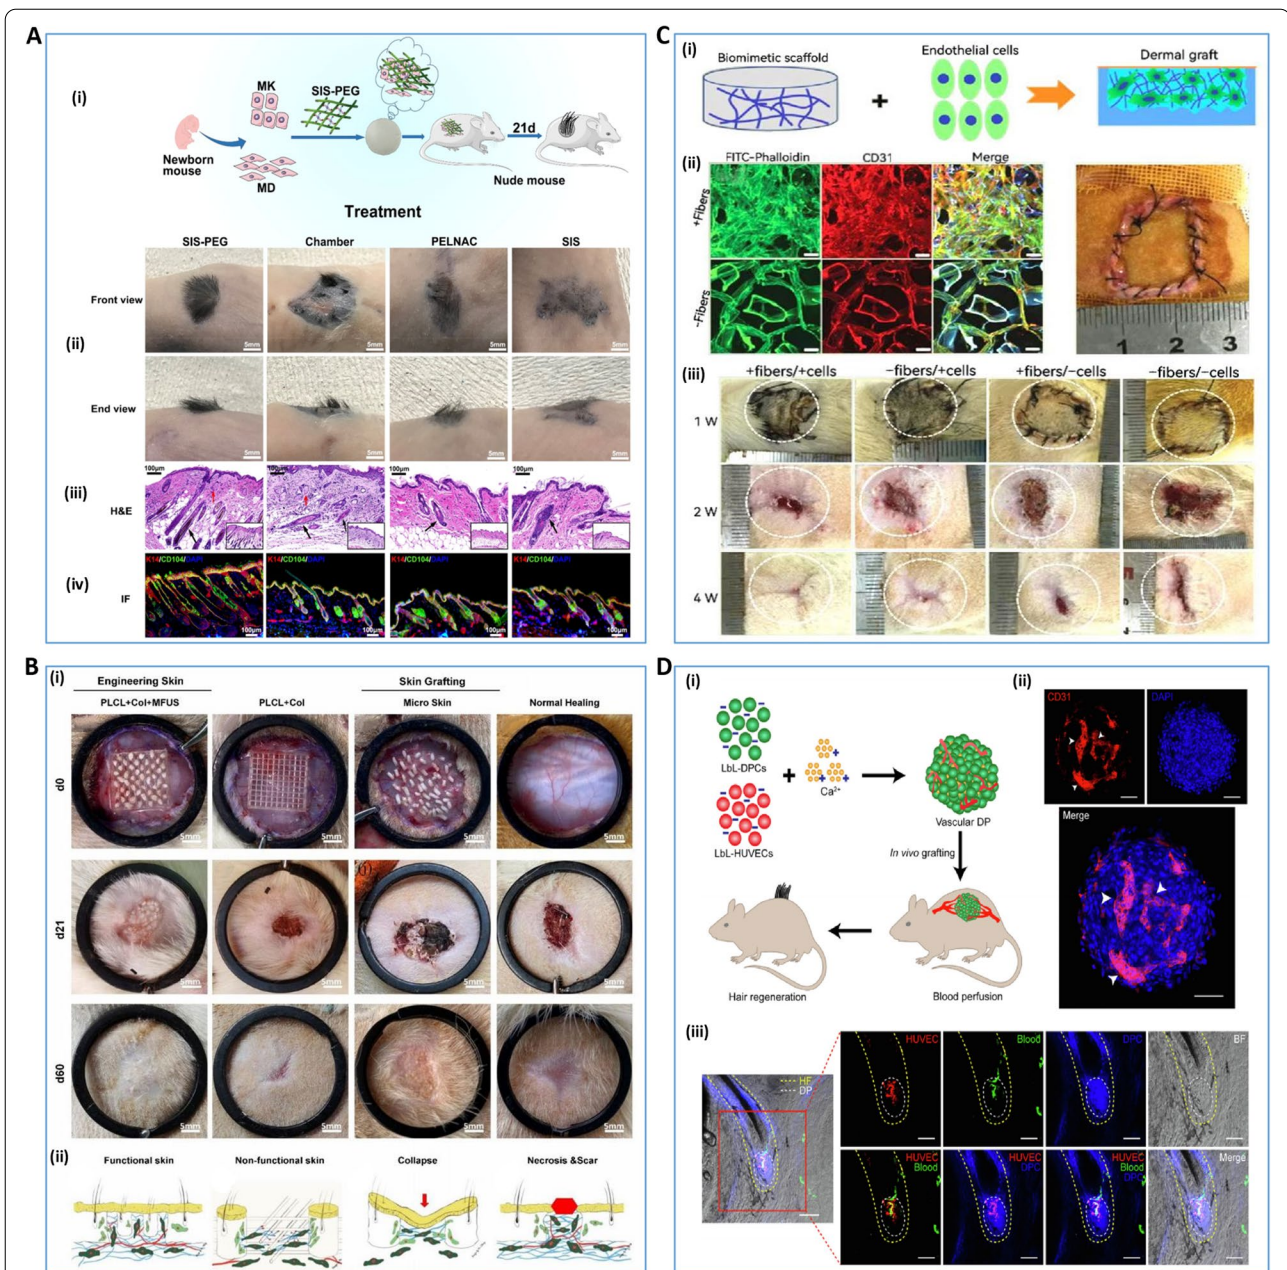 A
(i)
MK
SIS-PEG
Newborn
mouse
MD
21d
Nude mouse
Treatment
SIS-PEG Chamber PELNAC SIS
Front view
5mm 5mm 5mm 5mm
(ii)
End view
5mm 5mm 5mm 5mm
100μm 100μm 100μm 100μm
(iii)
H&E
K14/CD104/DAPI K14/CD104/DAPI K14/CD104/DAPI K14/CD104/DAPI
(iv)
IF
100μm 100μm 100μm 100μm
B
(i)
Engineering Skin Skin Grafting
PLCL+Col+MFUS PLCL+Col Micro Skin Normal Healing
d0
5mm 5mm 5mm 5mm
d21
5mm 5mm 5mm 5mm
d60
5mm 5mm 5mm 5mm
(ii)
Functional skin Non-functional skin Collapse Necrosis &Scar
C
(i)
Biomimetic scaffold
Endothelial cells
Dermal graft
+
(ii)
FITC-Phalloidin CD31 Merge
+Fibers
-Fibers
1 2 3
(iii)
+fibers/+cells −fibers/+cells +fibers/−cells −fibers/−cells
1 W
2 W
4 W
D
(i)
LbL-DPCs
+
Ca2+
LbL-HUVECs
Vascular DP
In vivo grafting
Hair regeneration
Blood perfusion
(ii)
CD31 DAPI
Merge
(iii)
HF
DP
HUVEC Blood DPC BF
HUVEC
Blood
HUVEC
DPC
HUVEC
Blood
DPC
Merge